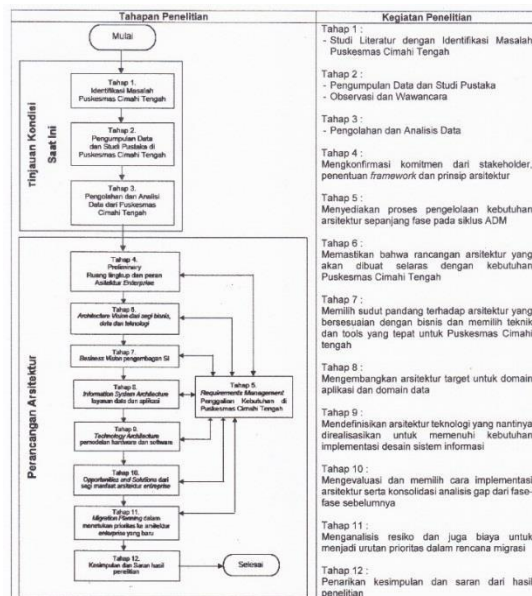 Tahapan Penelitian
Mulai
Tinjauan Kondisi
Saat Ini
Tahap 1.
Identifikasi Masalah
Puskesmas Cimahi Tengah
Tahap 2.
Pengumpulan Data
dan Studi Pustaka di
Puskesmas Cimahi Tengah
Tahap 3.
Pengolahan dan Analisi
Data dari Puskesmas
Cimahi Tengah
Perancangan Arsitektur
Tahap 4.
Preliminary
Ruang lingkup dan peran
Asitektur Enterprise
Tahap 6.
Architecture Vision dari segi bisnis,
data dan teknologi
Tahap 7.
Business Vision pengembagan SI
Tahap 8.
Information System Architecture
layanan data dan aplikasi
Tahap 9.
Technology Architecture
pemodelan hardware dan software
Tahap 10.
Opportunities and Solutions dari
segi manfaat arsitektur enterprise
Tahap 11.
Migration Planning dalam
menetukan prioritas ke arsitektur
enterprise yang baru
Tahap 12.
Kesimpulan dan Saran hasil
penelitian
Tahap 5.
Requirements Management
Penggalian Kebutuhan di
Puskesmas Cimahi Tengah
Selesai
Kegiatan Penelitian
Tahap 1 :
- Studi Literatur dengan Identifikasi Masalah
Puskesmas Cimahi Tengah
Tahap 2 :
- Pengumpulan Data dan Studi Pustaka
- Observasi dan Wawancara
Tahap 3 :
- Pengolahan dan Analisis Data
Tahap 4 :
Mengkonfirmasi komitmen dari stakeholder,
penentuan framework dan prinsip arsitektur
Tahap 5 :
Menyediakan proses pengelolaan kebutuhan
arsitektur sepanjang fase pada siklus ADM
Tahap 6 :
Memastikan bahwa rancangan arsitektur yang
akan dibuat selaras dengan kebutuhan
Puskesmas Cimahi Tengah
Tahap 7 :
Memilih sudut pandang terhadap arsitektur yang
bersesuaian dengan bisnis dan memilih teknik
dan tools yang tepat untuk Puskesmas Cimahi
tengah
Tahap 8 :
Mengembangkan arsitektur target untuk domain
aplikasi dan domain data
Tahap 9 :
Mendefinisikan arsitektur teknologi yang nantinya
direalisasikan untuk memenuhi kebutuhan
implementasi desain sistem informasi
Tahap 10 :
Mengevaluasi dan memilih cara implementasi
arsitektur serta konsolidasi analisis gap dari fase-
fase sebelumnya
Tahap 11 :
Menganalisis resiko dan juga biaya untuk
menjadi urutan prioritas dalam rencana migrasi
Tahap 12 :
Penarikan kesimpulan dan saran dari hasil
penelitian